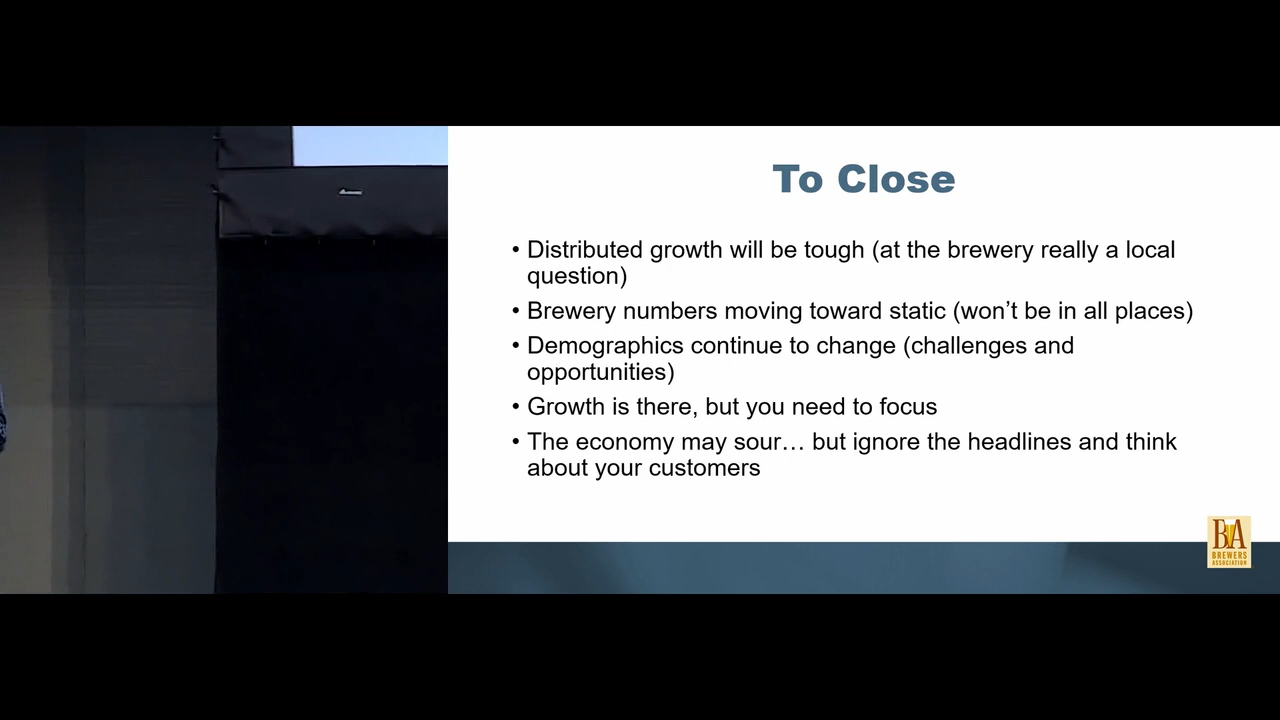 To Close
• Distributed growth will be tough (at the brewery really a local
question)
• Brewery numbers moving toward static (won’t be in all places)
• Demographics continue to change (challenges and
opportunities)
• Growth is there, but you need to focus
• The economy may sour… but ignore the headlines and think
about your customers
BA
BREWERS
ASSOCIATION